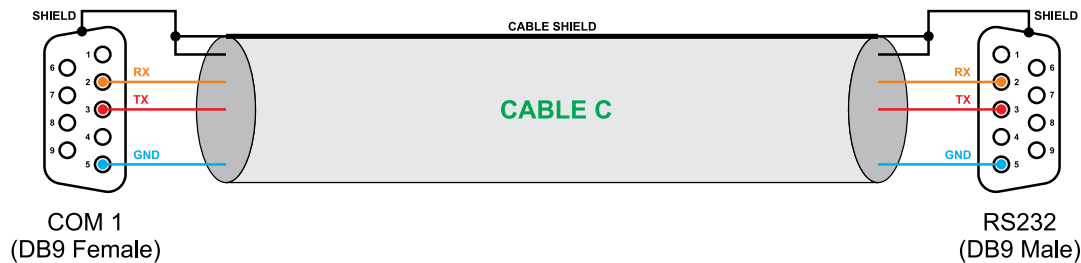 SHIELD
CABLE SHIELD
SHIELD
1
6
RX
2
7
TX
3
8
4
9
GND
5
CABLE C
1
RX
6
2
7
TX
3
8
4
9
GND
5
COM 1
(DB9 Female)
RS232
(DB9 Male)